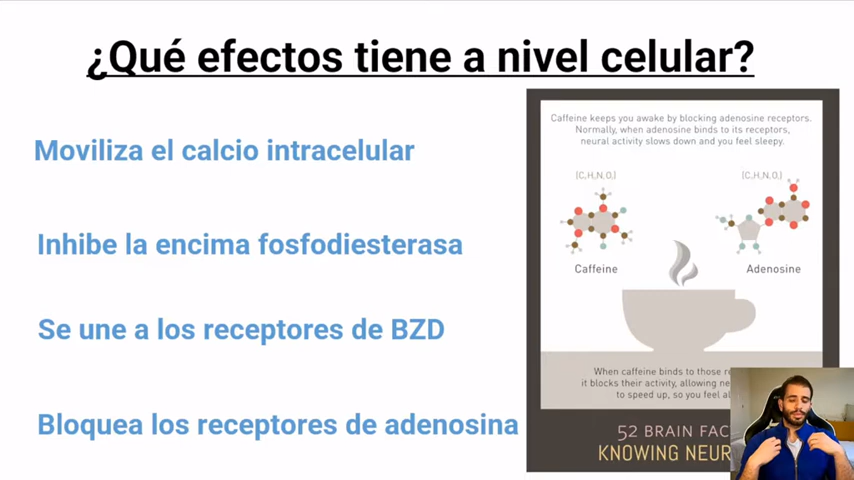 ¿Qué efectos tiene a nivel celular?
Moviliza el calcio intracelular
Inhibe la encima fosfodiesterasa
Se une a los receptores de BZD
Bloquea los receptores de adenosina
Caffeine keeps you awake by blocking adenosine receptors.
Normally, when adenosine binds to its receptors,
neural activity slows down and you feel sleepy.
Caffeine
Adenosine
When caffeine binds to those
it blocks their activity, allowing
to speed up, so you feel
52 BRAIN
KNOWING